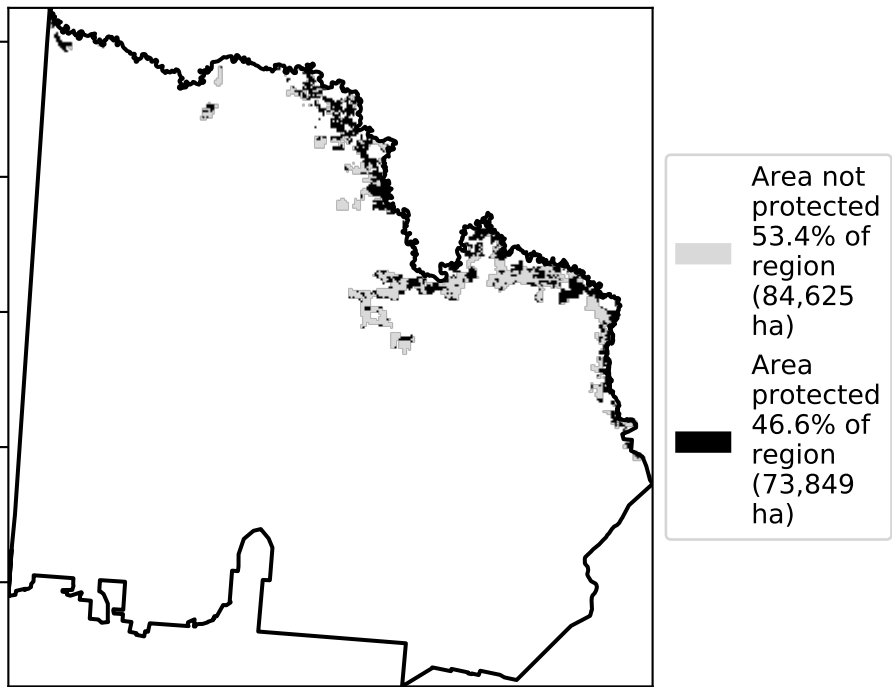 Area not
protected
53.4% of
region
(84,625
ha)
Area
protected
46.6% of
region
(73,849
ha)